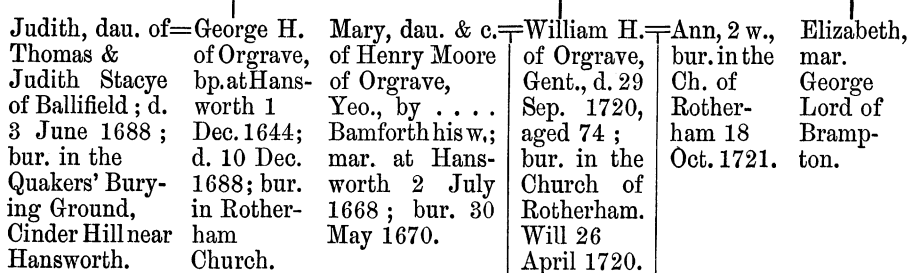 Judith, dau. of=
Thomas &
Judith Stacye
of Ballifield ; d.
3 June 1688 ;
bur. in the
Quakers' Bury-
ing Ground,
Cinder Hill near
Hansworth.
George H.
of Orgrave,
bp. at Hans-
worth 1
Dec. 1644;
d. 10 Dec.
1688; bur.
in Rother-
ham
Church.
Mary, dau. & c.=
of Henry Moore
of Orgrave,
Yeo., by . . . .
Bamforth his w.;
mar. at Hans-
worth 2 July
1668 ; bur. 30
May 1670.
William H.=
of Orgrave,
Gent., d. 29
Sep. 1720,
aged 74 ;
bur. in the
Church of
Rotherham.
Will 26
April 1720.
Ann, 2 w.,
bur. in the
Ch. of
Rother-
ham 18
Oct. 1721.
Elizabeth,
mar.
George
Lord of
Bramp-
ton.